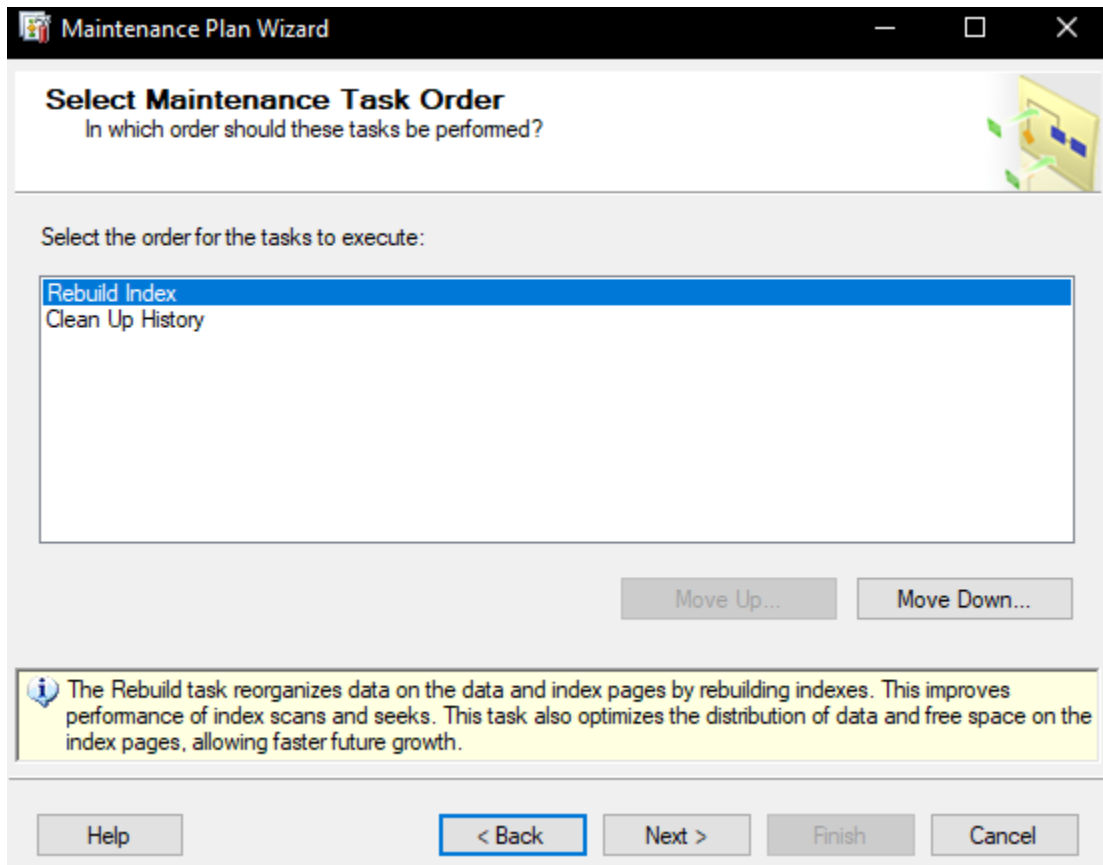 Maintenance Plan Wizard
Select Maintenance Task Order
In which order should these tasks be performed?
Select the order for the tasks to execute:
Rebuild Index
Clean Up History
Move Up...
Move Down...
The Rebuild task reorganizes data on the data and index pages by rebuilding indexes. This improves
performance of index scans and seeks. This task also optimizes the distribution of data and free space on the
index pages, allowing faster future growth.
Help
< Back
Next >
Finish
Cancel